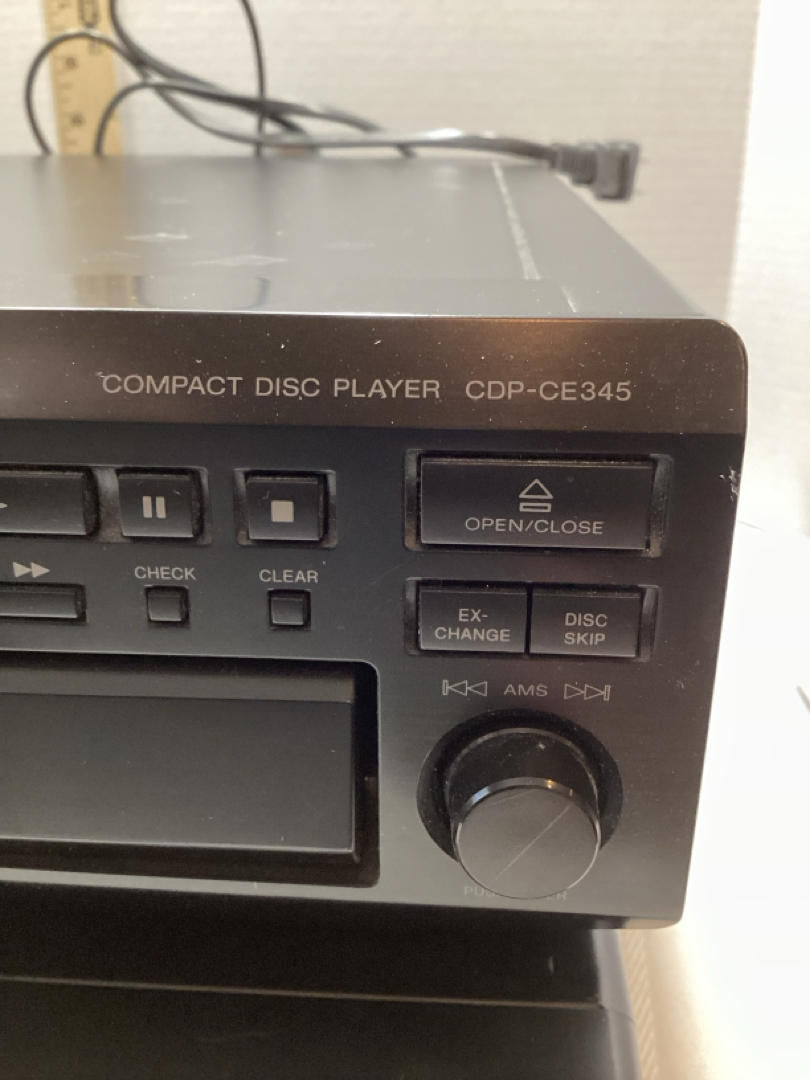 COMPACT DISC PLAYER CDP-CE345
OPEN/CLOSE
CHECK
CLEAR
EX-
CHANGE
DISC
SKIP
AMS